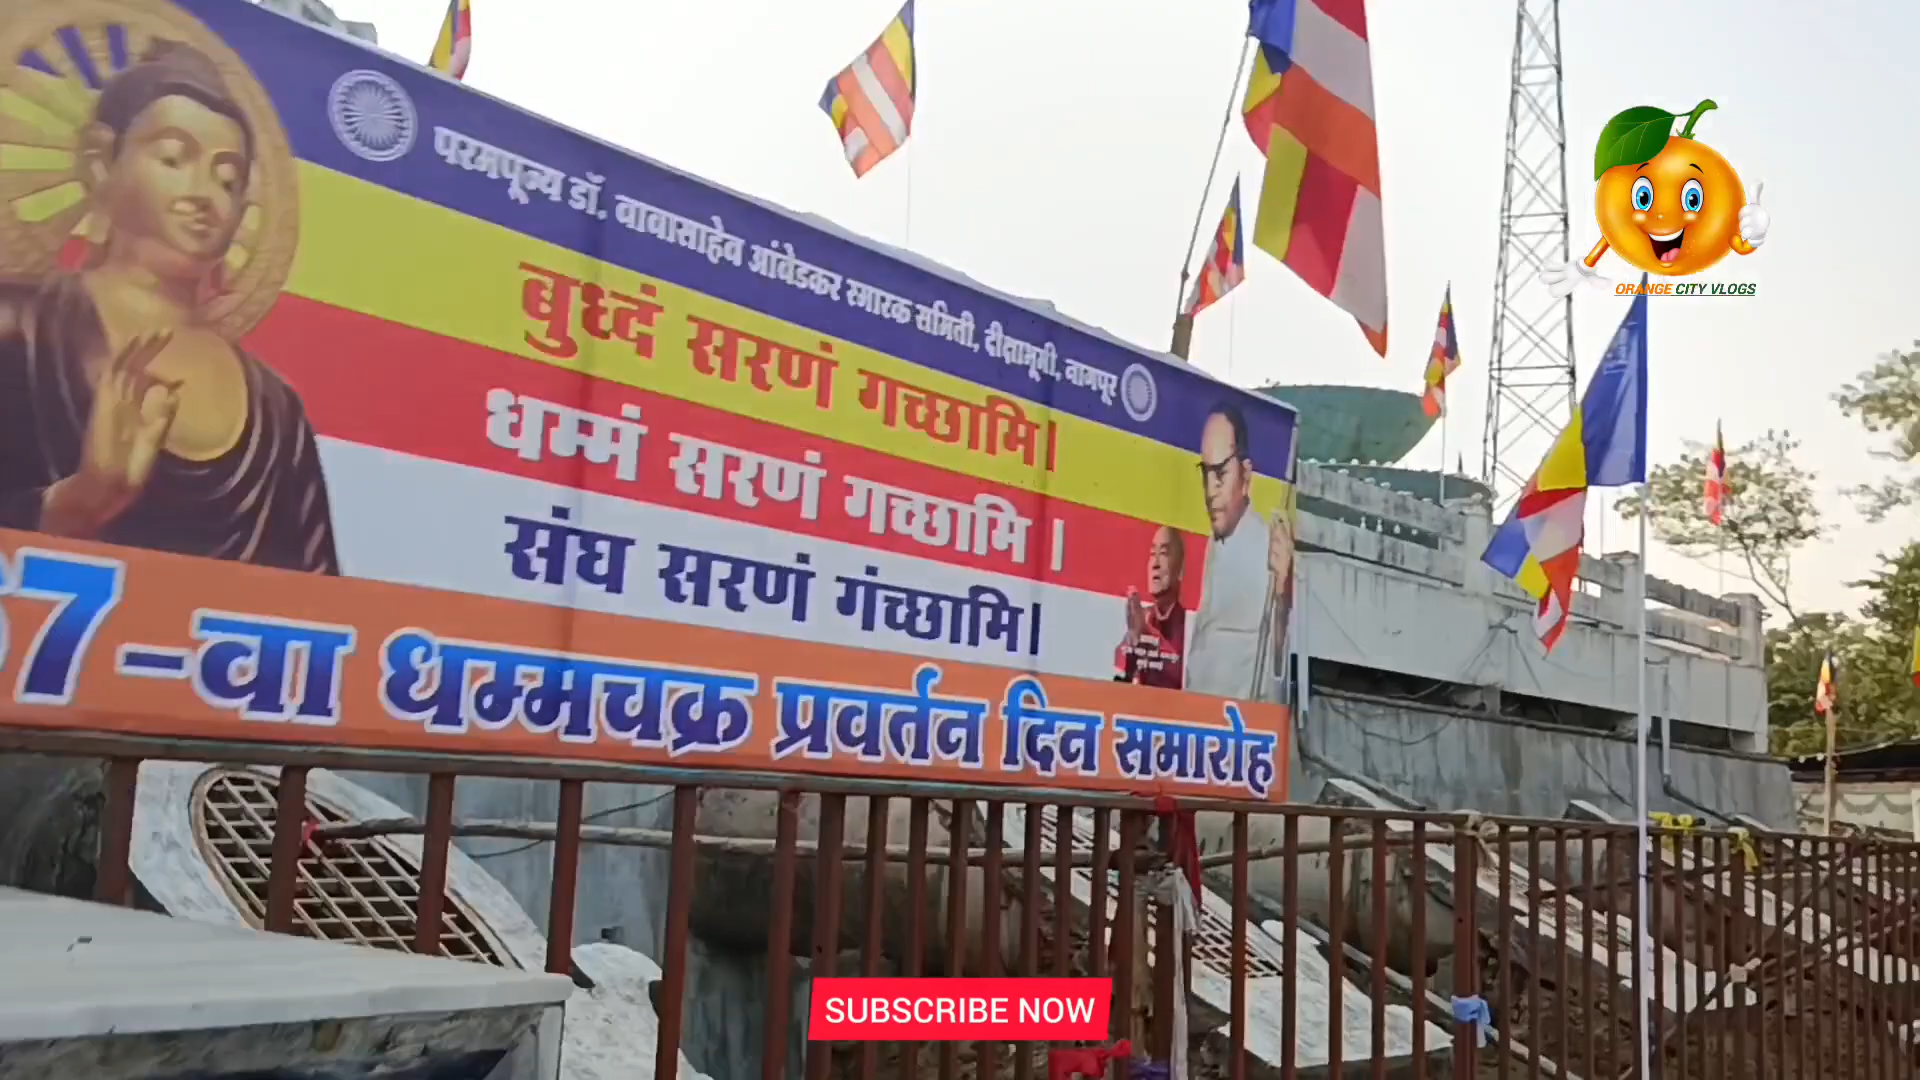 परमपूज्य डॉ. बाबासाहेब आंबेडकर स्मारक समिती, दीक्षाभूमी, नागपूर
बुध्दं सरणं गच्छामि।
धम्मं सरणं गच्छामि ।
संघ सरणं गंच्छामि।
67-वा धम्मचक्र प्रवर्तन दिन समारोह
ORANGE CITY VLOGS
SUBSCRIBE NOW